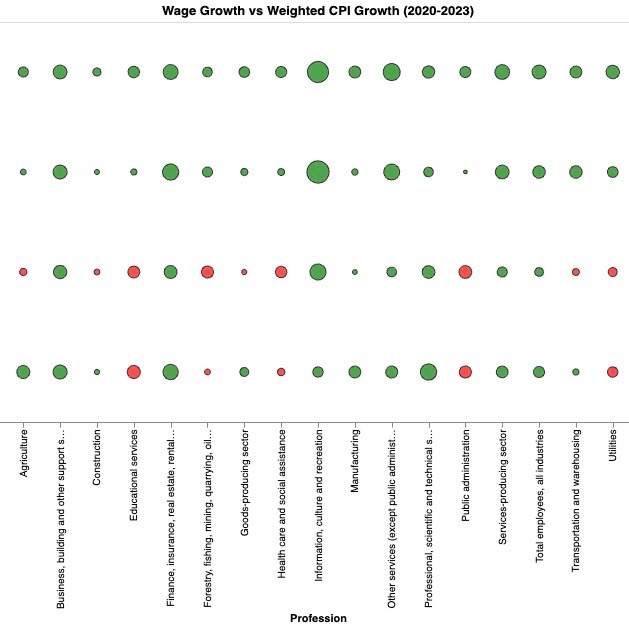 Wage Growth vs Weighted CPI Growth (2020-2023)
Agriculture
Business, building and other support s...
Construction
Educational services
Finance, insurance, real estate, rental...
Forestry, fishing, mining, quarrying, oil...
Goods-producing sector
Health care and social assistance
Information, culture and recreation
Manufacturing
Other services (except public administ...
Professional, scientific and technical s...
Public administration
Services-producing sector
Total employees, all industries
Transportation and warehousing
Utilities
Profession